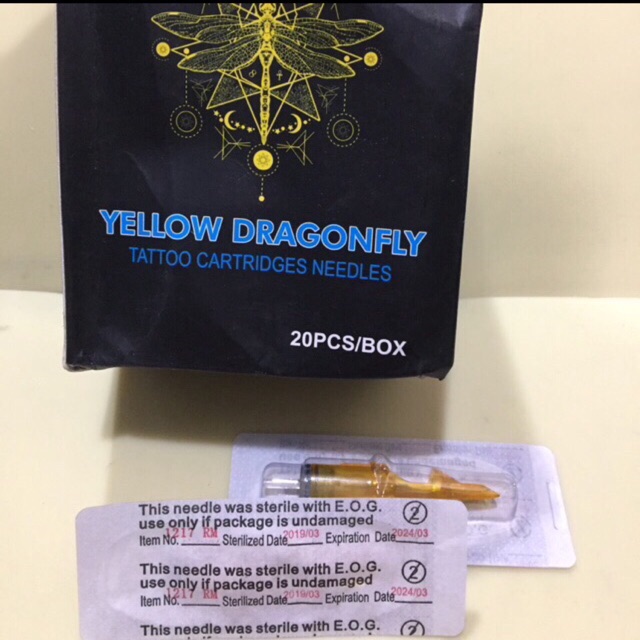 YELLOW DRAGONFLY
TATTOO CARTRIDGES NEEDLES
20PCS/BOX
This needle was sterile with E.O.G.
use only if package is undamaged 2
Item No. 1217 RM Sterilized Date 2019/03 Expiration Date 2024/03
This needle was sterile with E.O.G.
use only if package is undamaged 2
Item No. 1217 RM Sterilized Date 2019/03 Expiration Date 2024/03
This needle was sterile with E.O.G.